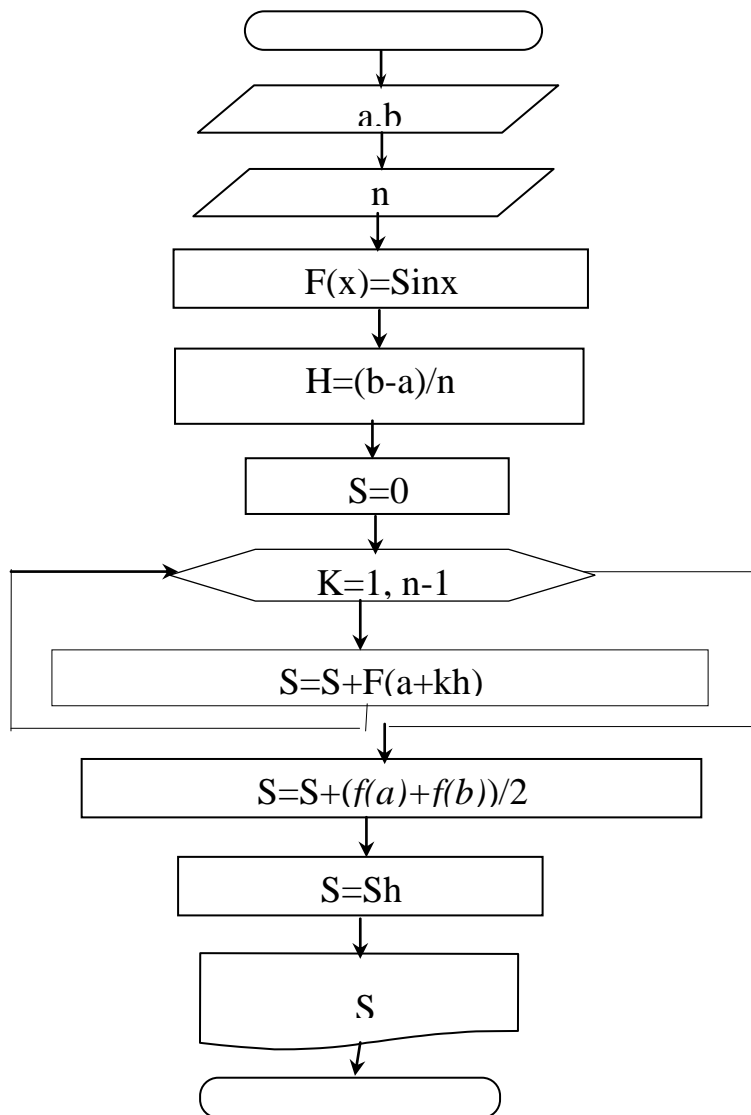 a,b
n
F(x)=Sinx
H=(b-a)/n
S=0
K=1, n-1
S=S+F(a+kh)
S=S+(f(a)+f(b))/2
S=Sh
S